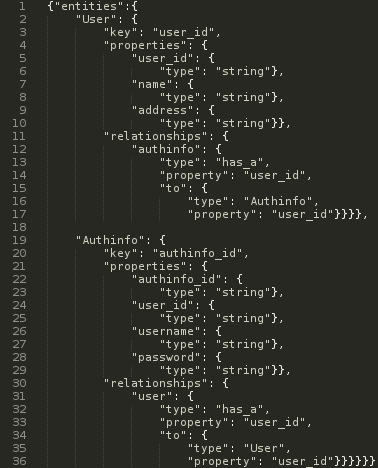 1 {"entities":{
2 "User": {
3 "key": "user_id",
4 "properties": {
5 "user_id": {
6 "type": "string"},
7 "name": {
8 "type": "string"},
9 "address": {
10 "type": "string"}},
11 "relationships": {
12 "authinfo": {
13 "type": "has_a",
14 "property": "user_id",
15 "to": {
16 "type": "Authinfo",
17 "property": "user_id"}}}},
18
19 "Authinfo": {
20 "key": "authinfo_id",
21 "properties": {
22 "authinfo_id": {
23 "type": "string"},
24 "user_id": {
25 "type": "string"},
26 "username": {
27 "type": "string"},
28 "password": {
29 "type": "string"}},
30 "relationships": {
31 "user": {
32 "type": "has_a",
33 "property": "user_id",
34 "to": {
35 "type": "User",
36 "property": "user_id"}}}}}}